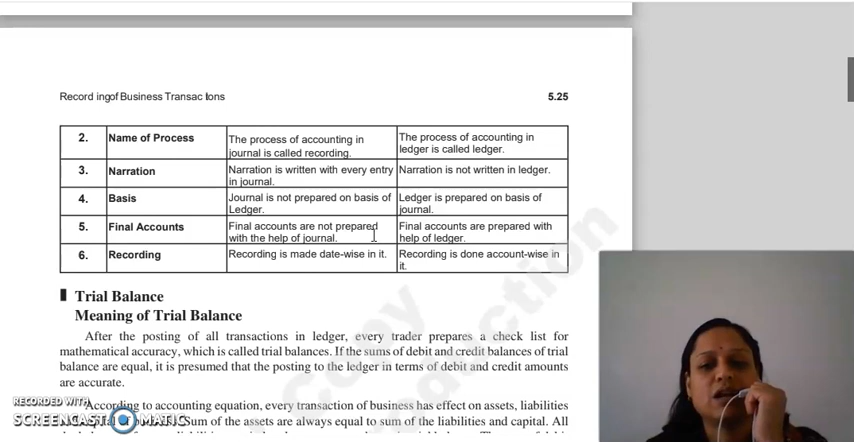 Record ingof Business Transac tions 5.25
2. Name of Process The process of accounting in The process of accounting in
journal is called recording. ledger is called ledger.
3. Narration Narration is written with every entry Narration is not written in ledger.
in journal.
4. Basis Journal is not prepared on basis of Ledger is prepared on basis of
Ledger. journal.
5. Final Accounts Final accounts are not prepared Final accounts are prepared with
with the help of journal. help of ledger.
6. Recording Recording is made date-wise in it. Recording is done account-wise in
it.
Trial Balance
Meaning of Trial Balance
After the posting of all transactions in ledger, every trader prepares a check list for
mathematical accuracy, which is called trial balances. If the sums of debit and credit balances of trial
balance are equal, it is presumed that the posting to the ledger in terms of debit and credit amounts
are accurate.
According to accounting equation, every transaction of business has effect on assets, liabilities
Sum of the assets are always equal to sum of the liabilities and capital. All
RECORDED WITH
SCREENCAST MATIC
Copy